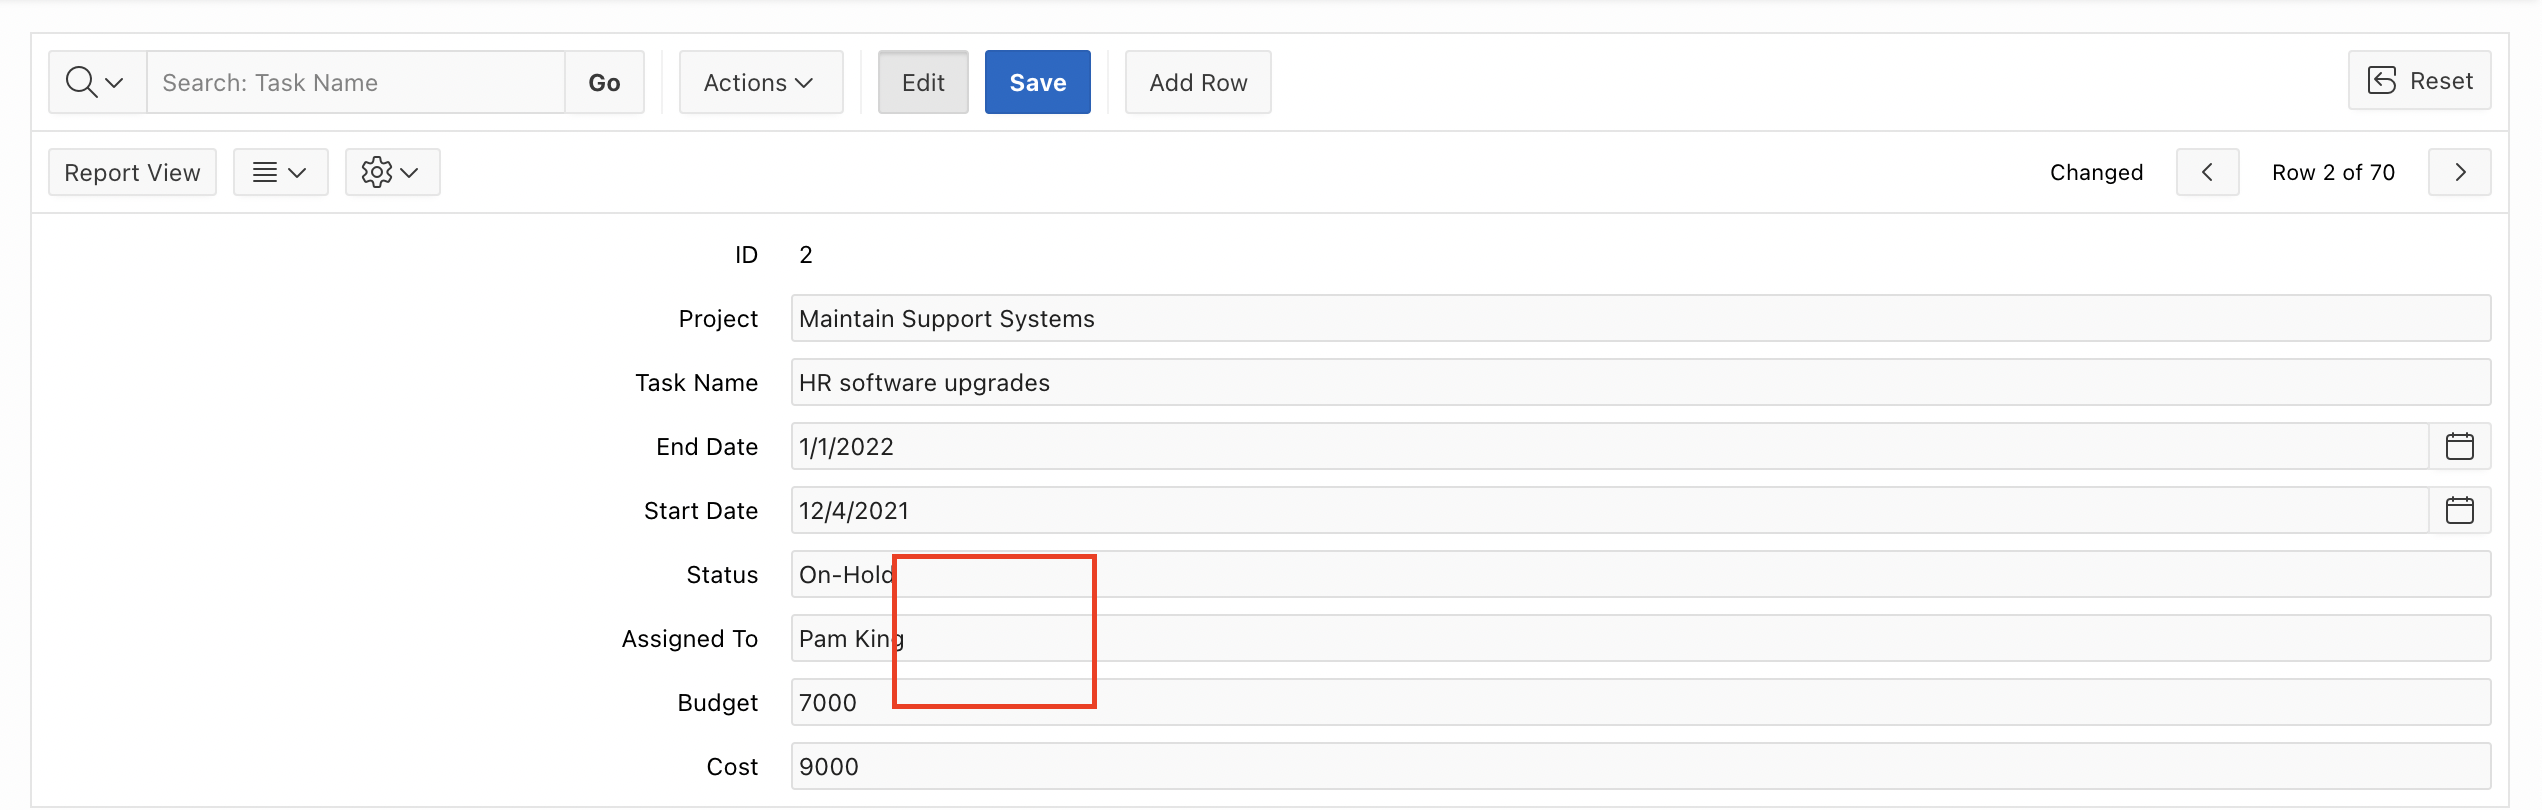 Search: Task Name Go Actions Edit Save Add Row Reset
Report View Changed Row 2 of 70
ID 2
Project Maintain Support Systems
Task Name HR software upgrades
End Date 1/1/2022
Start Date 12/4/2021
Status On-Hold
Assigned To Pam King
Budget 7000
Cost 9000